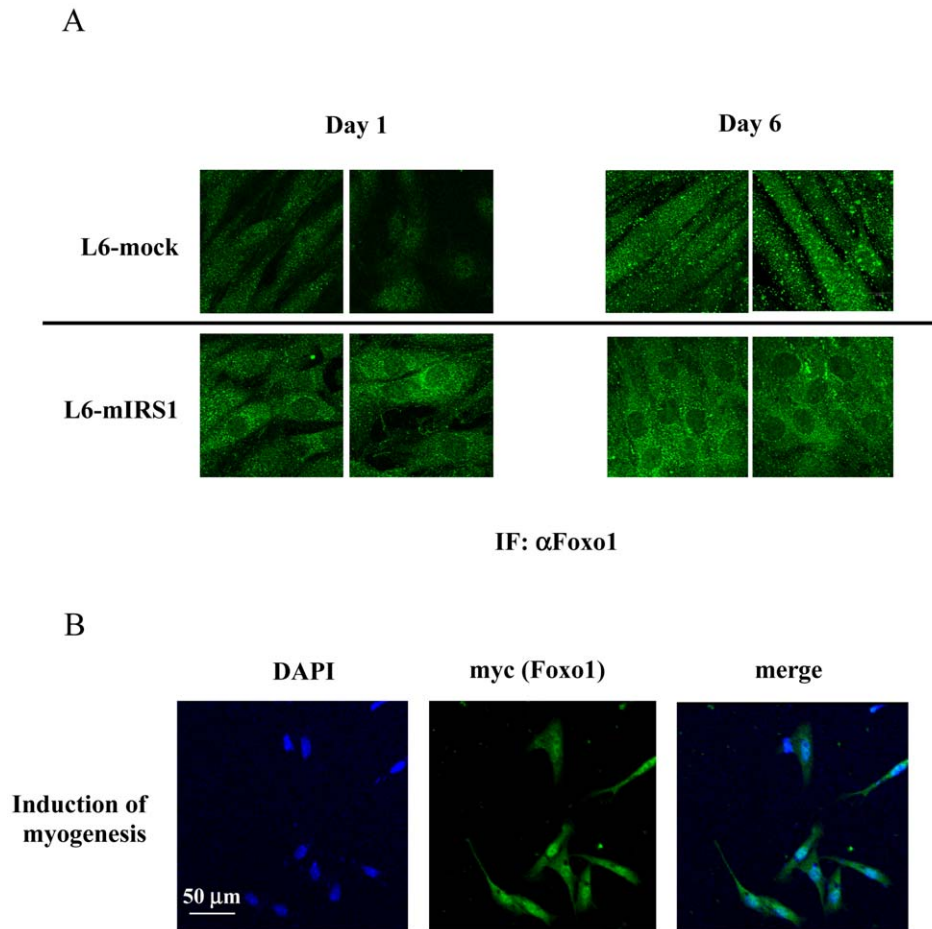 A
Day 1 Day 6
L6-mock
L6-mIRS1
IF: αFoxo1
B
DAPI myc (Foxo1) merge
Induction of
myogenesis
50 μm